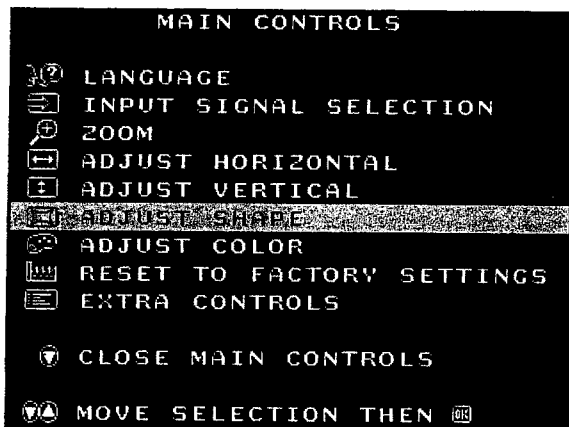 MAIN CONTROLS
LANGUAGE
INPUT SIGNAL SELECTION
ZOOM
ADJUST HORIZONTAL
ADJUST VERTICAL
ADJUST SHAPE
ADJUST COLOR
RESET TO FACTORY SETTINGS
EXTRA CONTROLS
CLOSE MAIN CONTROLS
MOVE SELECTION THEN OK